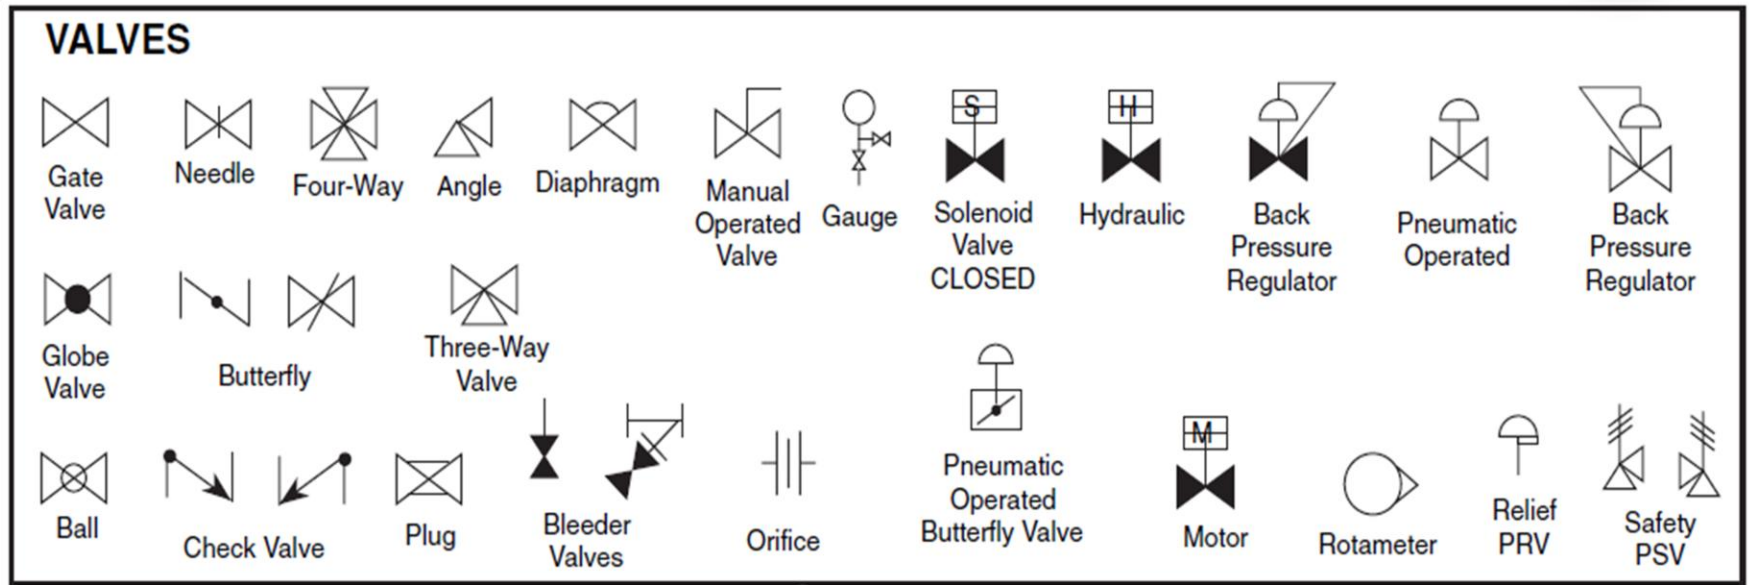 VALVES
Gate
Valve
Needle
Four-Way
Angle
Diaphragm
Manual
Operated
Valve
Gauge
S
Solenoid
Valve
CLOSED
H
Hydraulic
Back
Pressure
Regulator
Pneumatic
Operated
Back
Pressure
Regulator
Globe
Valve
Butterfly
Three-Way
Valve
Ball
Check Valve
Plug
Bleeder
Valves
Orifice
Pneumatic
Operated
Butterfly Valve
M
Motor
Rotameter
Relief
PRV
Safety
PSV